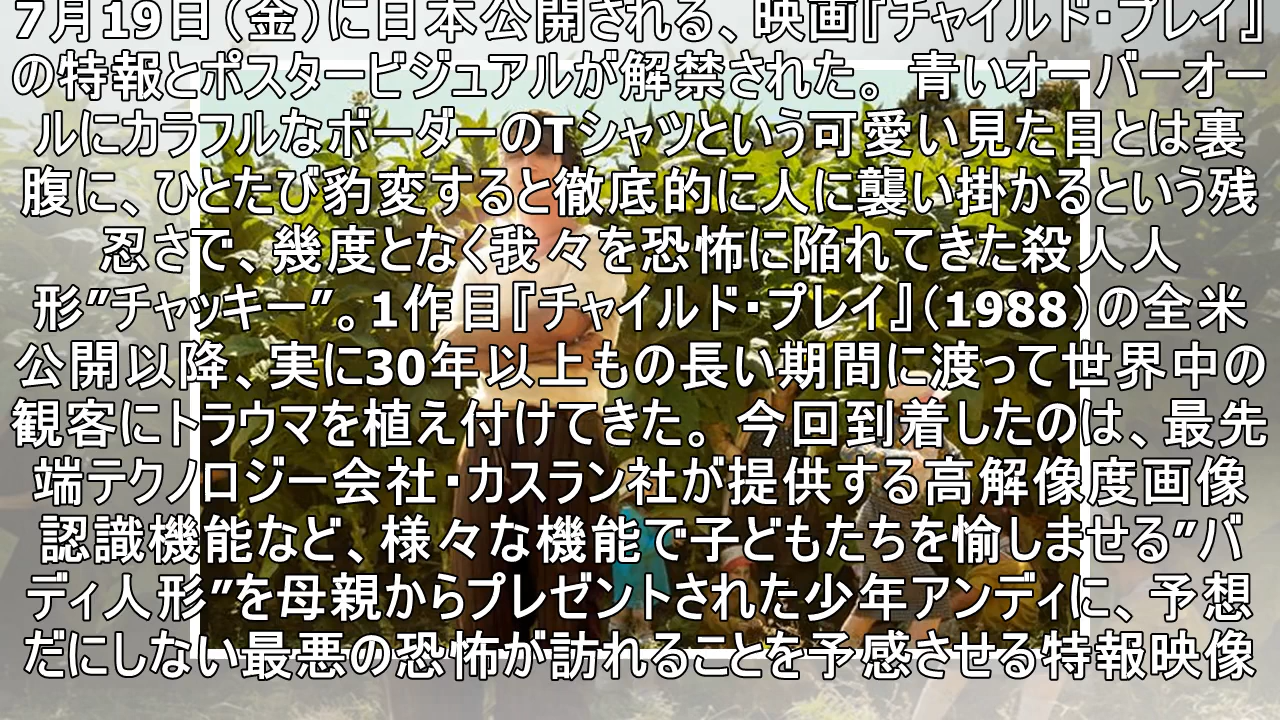 7月19日（金）に日本公開される、映画『チャイルド・プレイ』
の特報とポスタービジュアルが解禁された。青いオーバーオー
ルにカラフルなボーダーのTシャツという可愛い見た目とは裏
腹に、ひとたび豹変すると徹底的に人に襲い掛かるという残
忍さで、幾度となく我々を恐怖に陥れてきた殺人人
形”チャッキー”。1作目『チャイルド・プレイ』（1988）の全米
公開以降、実に30年以上もの長い期間に渡って世界中の
観客にトラウマを植え付けてきた。今回到着したのは、最先
端テクノロジー会社・カスラン社が提供する高解像度画像
認識機能など、様々な機能で子どもたちを愉しませる”バ
ディ人形”を母親からプレゼントされた少年アンディに、予想
だにしない最悪の恐怖が訪れることを予感させる特報映像